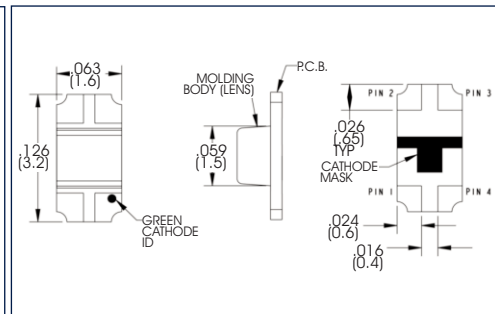 .063
(1.6)
.126
(3.2)
GREEN
CATHODE
ID
MOLDING
BODY (LENS)
.059
(1.5)
P.C.B.
PIN 2
PIN 3
.026
(.65)
TYP
CATHODE
MASK
PIN 1
PIN 4
.024
(0.6)
.016
(0.4)